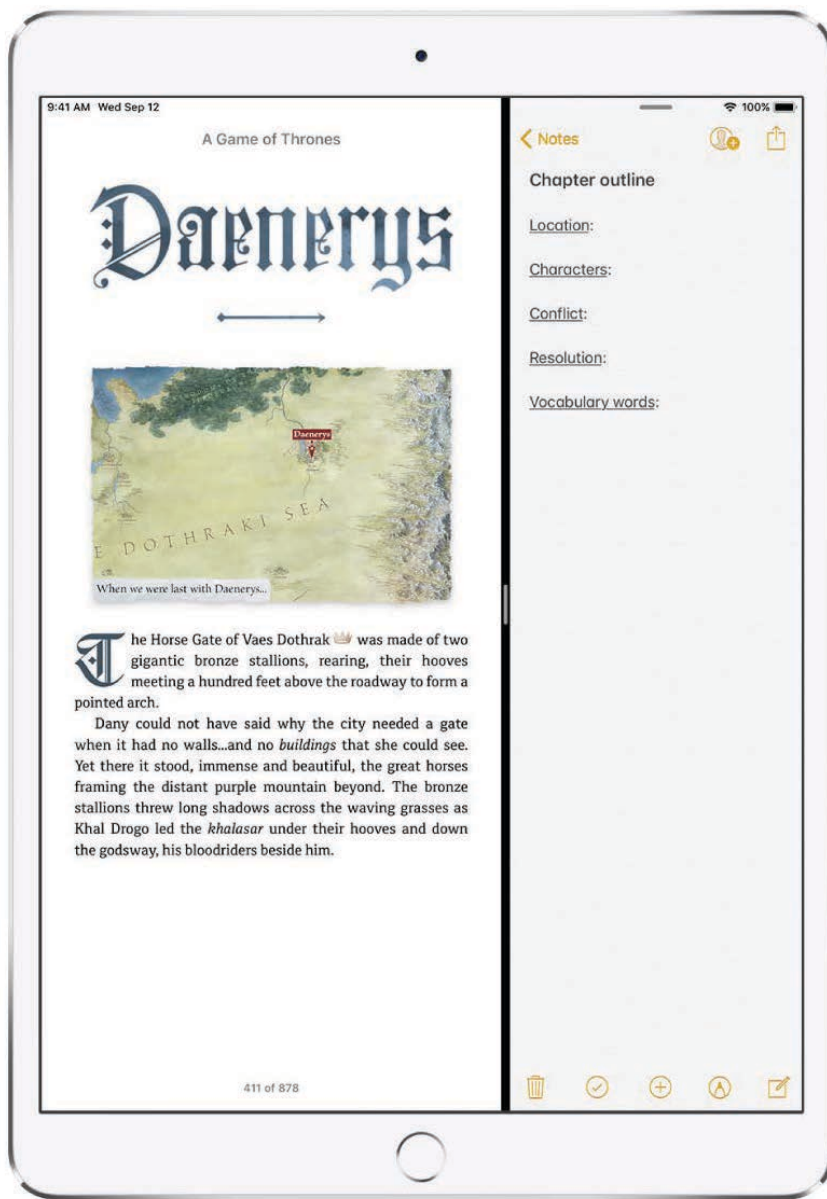 9:41 AM Wed Sep 12
100%
A Game of Thrones
Daenerys
Daenerys
E DOTHRAKI SEA
When we were last with Daenerys...
The Horse Gate of Vaes Dothrak was made of two
gigantic bronze stallions, rearing, their hooves
meeting a hundred feet above the roadway to form a
pointed arch.
Dany could not have said why the city needed a gate
when it had no walls...and no buildings that she could see.
Yet there it stood, immense and beautiful, the great horses
framing the distant purple mountain beyond. The bronze
stallions threw long shadows across the waving grasses as
Khal Drogo led the khalasar under their hooves and down
the godsway, his bloodriders beside him.
411 of 878
Notes
Chapter outline
Location:
Characters:
Conflict:
Resolution:
Vocabulary words: